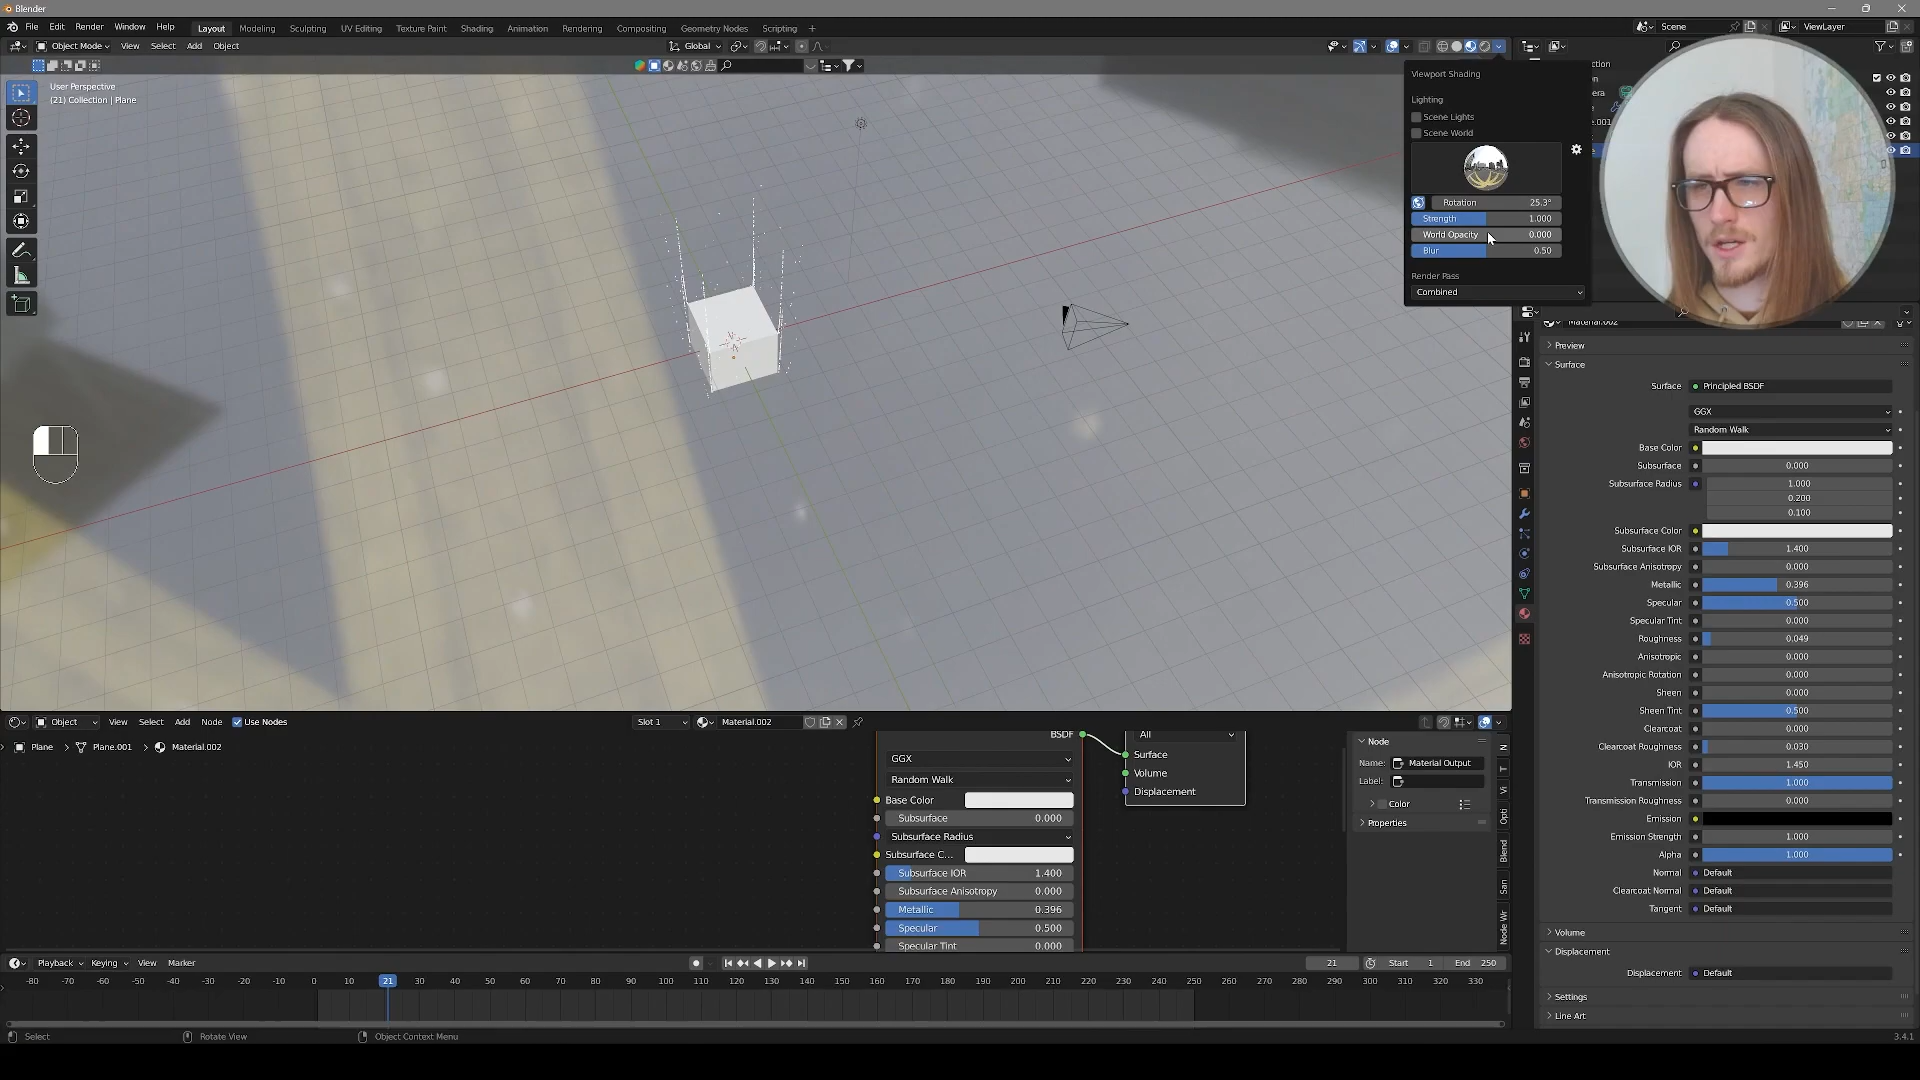 Blender
File Edit Render Window Help
Layout Modeling Sculpting UV Editing Texture Paint Shading Animation Rendering Compositing Geometry Nodes Scripting +
Scene
ViewLayer
Object Mode View Select Add Object
Global
User Perspective
(21) Collection | Plane
Viewport Shading
Lighting
Scene Lights
Scene World
Rotation 25.3°
Strength 1.000
World Opacity 0.000
Blur 0.50
Render Pass
Combined
Material.002
Preview
Surface
Surface Principled BSDF
GGX
Random Walk
Base Color
Subsurface 0.000
Subsurface Radius 1.000
0.200
0.100
Subsurface Color
Subsurface IOR 1.400
Subsurface Anisotropy 0.000
Metallic 0.396
Specular 0.500
Specular Tint 0.000
Roughness 0.049
Anisotropic 0.000
Anisotropic Rotation 0.000
Sheen 0.000
Sheen Tint 0.500
Clearcoat 0.000
Clearcoat Roughness 0.030
IOR 1.450
Transmission 1.000
Transmission Roughness 0.000
Emission
Emission Strength 1.000
Alpha 1.000
Normal Default
Clearcoat Normal Default
Tangent Default
Volume
Displacement
Displacement Default
Settings
Line Art
Object View Select Add Node Use Nodes
Slot 1
Material.002
Plane > Plane.001 > Material.002
BSDF
GGX
Random Walk
Base Color
Subsurface 0.000
Subsurface Radius
Subsurface C...
Subsurface IOR 1.400
Subsurface Anisotropy 0.000
Metallic 0.396
Specular 0.500
Specular Tint 0.000
All
Surface
Volume
Displacement
Node
Name: Material Output
Label:
Color
Properties
N
T
Vi
Opti
Blend
San
Node Wr
Playback Keying View Marker
21
Start 1
End 250
-80 -70 -60 -50 -40 -30 -20 -10 0 10 21 30 40 50 60 70 80 90 100 110 120 130 140 150 160 170 180 190 200 210 220 230 240 250 260 270 280 290 300 310 320 330
Select
Rotate View
Object Context Menu
3.4.1